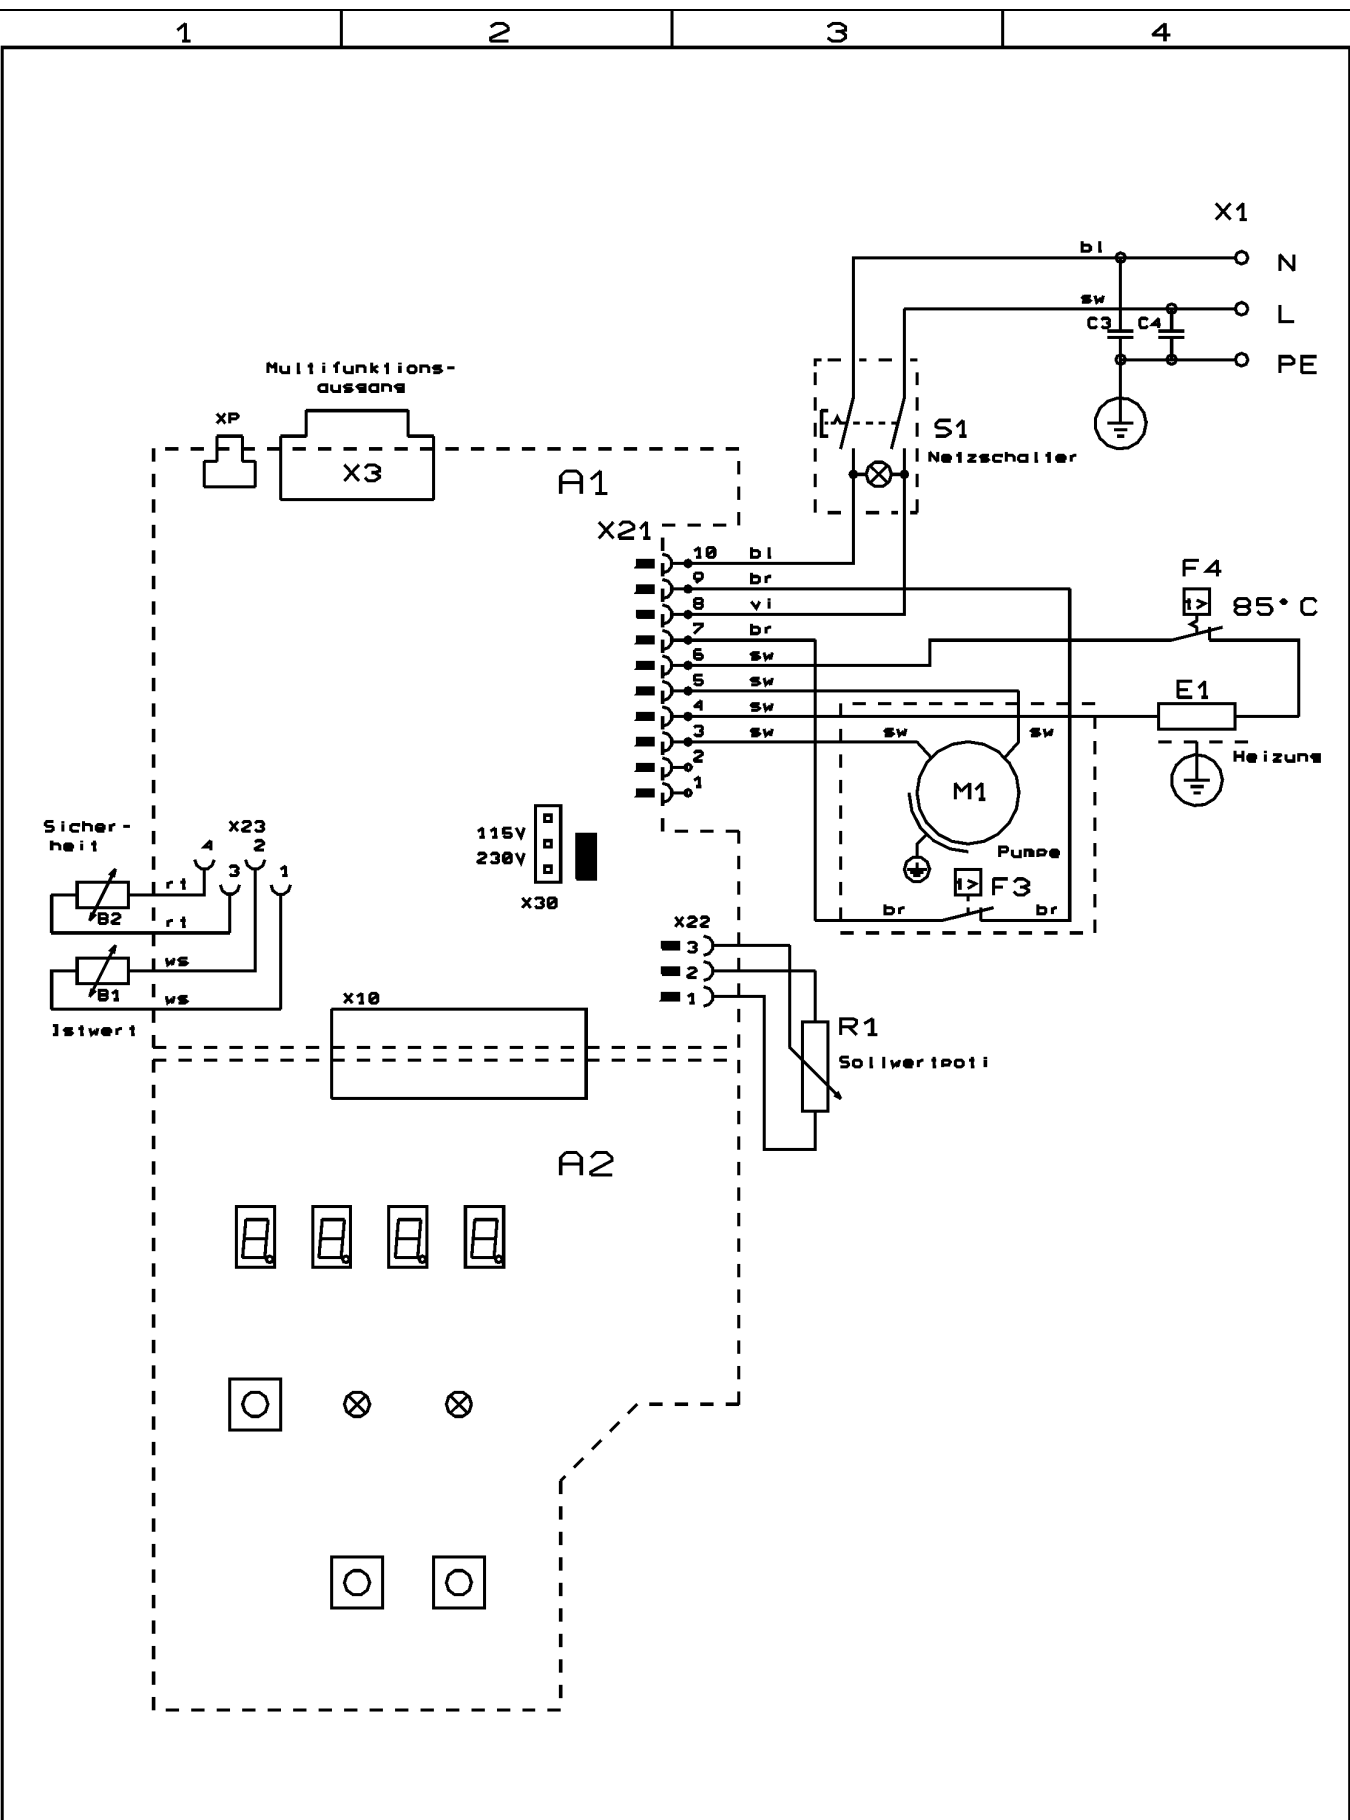 1 2 3 4
X1
bl
N
sw
L
C3 C4
PE
Multifunktions-
ausgang
XP
X3
A1
S1
Netzschalter
X21
10 bl
9 br
8 vi
7 br
6 sw
5 sw
4 sw
3 sw sw sw
2
1
F4
85°C
E1
Heizung
M1
Pumpe
F3
br br
115V
230V
X30
Sicher-
heit
X23
4 2
3 1
rt
B2
rt
ws
B1
ws
Istwert
X22
3
2
1
X10
R1
Sollwertpoti
A2